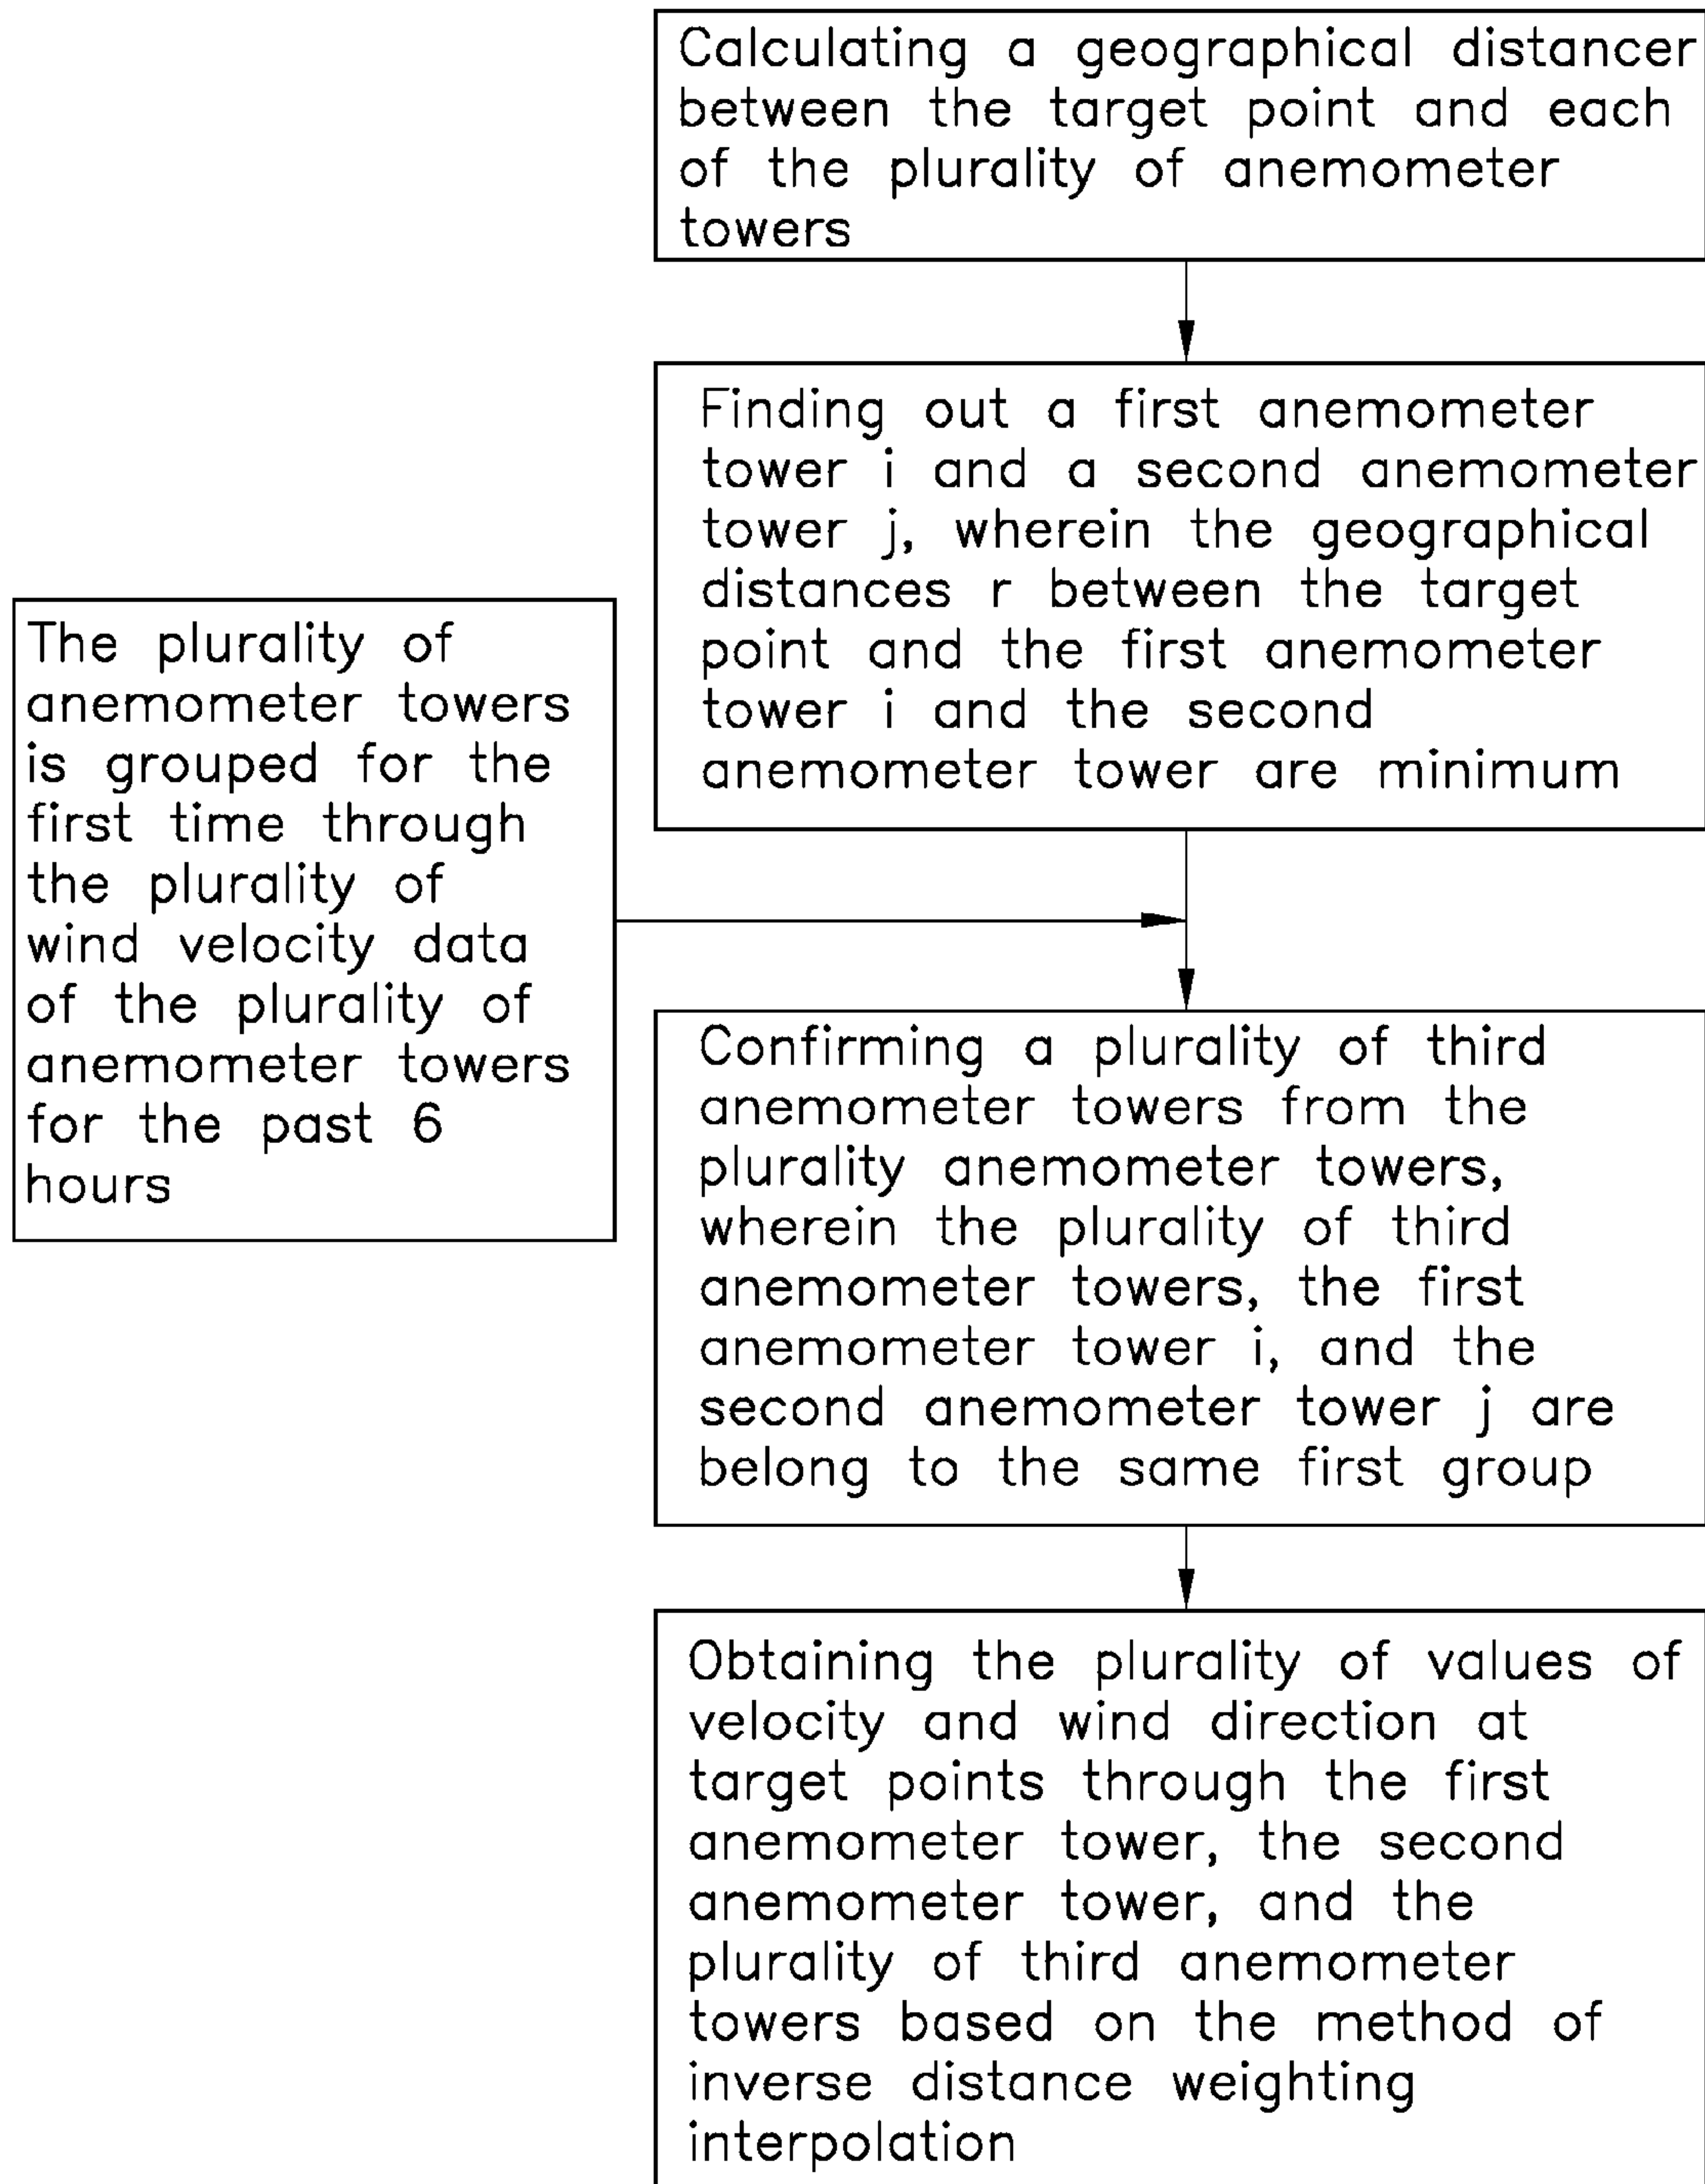 Calculating a geographical distancer
between the target point and each
of the plurality of anemometer
towers
Finding out a first anemometer
tower i and a second anemometer
tower j, wherein the geographical
distances r between the target
point and the first anemometer
tower i and the second
anemometer tower are minimum
The plurality of
anemometer towers
is grouped for the
first time through
the plurality of
wind velocity data
of the plurality of
anemometer towers
for the past 6
hours
Confirming a plurality of third
anemometer towers from the
plurality anemometer towers,
wherein the plurality of third
anemometer towers, the first
anemometer tower i, and the
second anemometer tower j are
belong to the same first group
Obtaining the plurality of values of
velocity and wind direction at
target points through the first
anemometer tower, the second
anemometer tower, and the
plurality of third anemometer
towers based on the method of
inverse distance weighting
interpolation